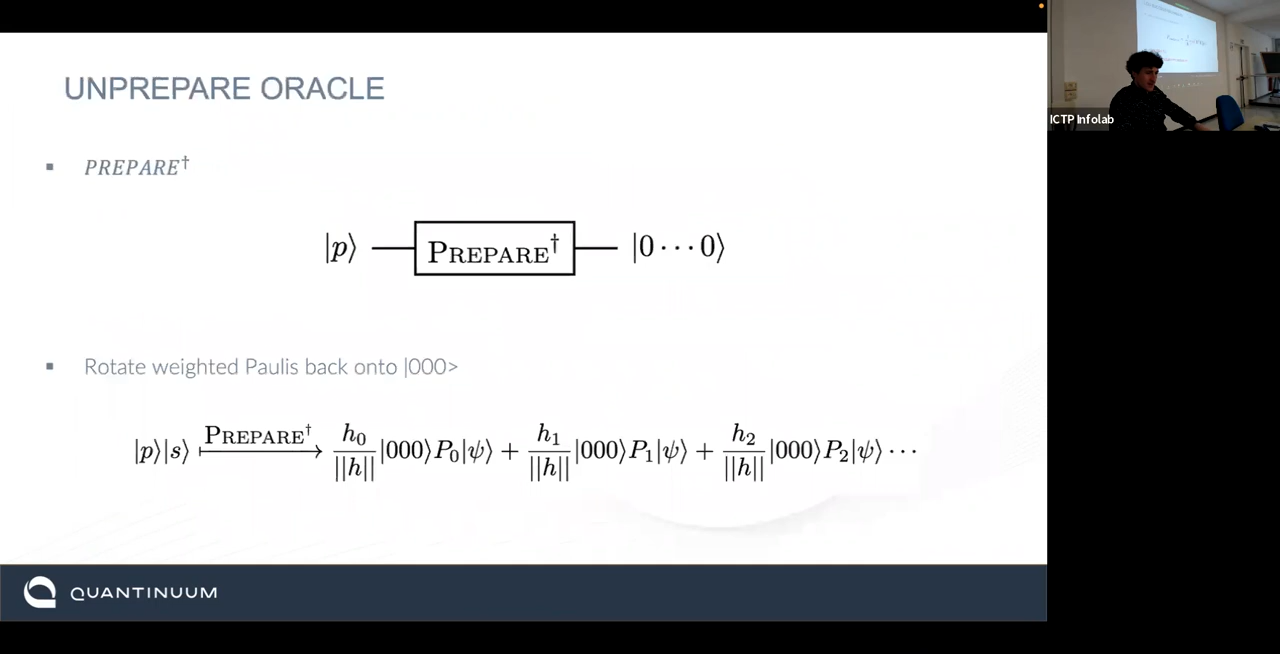 UNPREPARE ORACLE
▪ PREPARE†
|p⟩ PREPARE† |0 ⋯ 0⟩
▪ Rotate weighted Paulis back onto |000>
|p⟩|s⟩ PREPARE† ⟼ h₀/||h|| |000⟩P₀|ψ⟩ + h₁/||h|| |000⟩P₁|ψ⟩ + h₂/||h|| |000⟩P₂|ψ⟩ ⋯
QUANTINUUM
ICTP Infolab